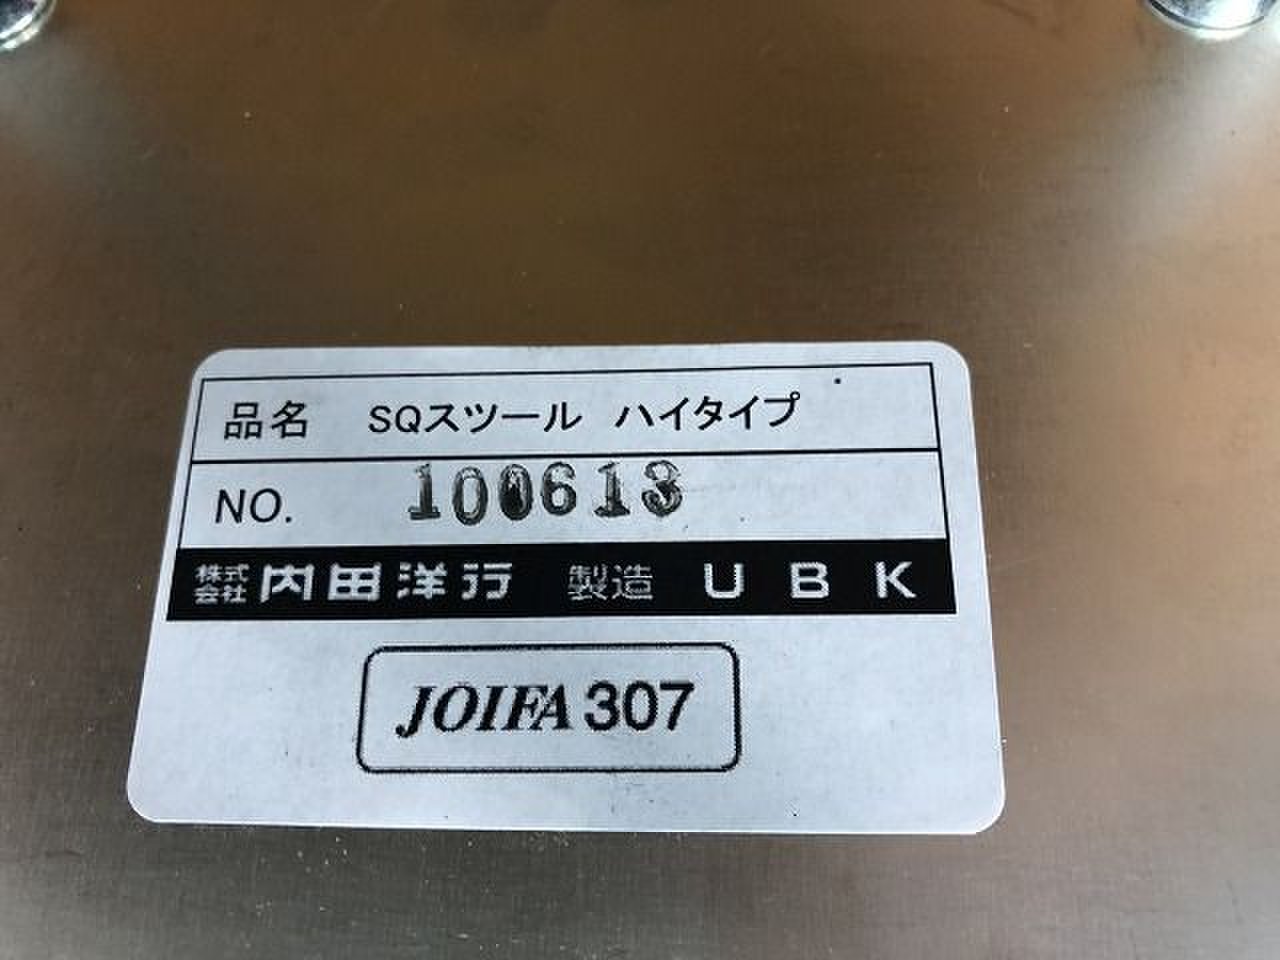 品名 SQスツール ハイタイプ
NO. 100613
株式会社 内田洋行 製造 UBK
JOIFA 307